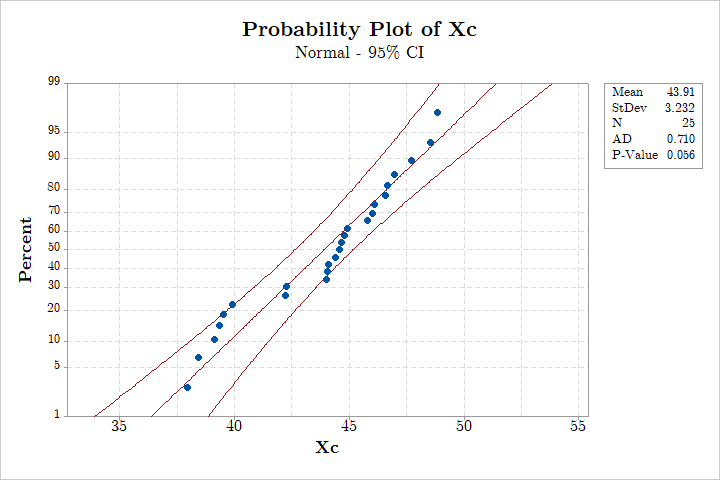 Probability Plot of Xc
Normal - 95% CI
99
95
90
80
70
60
50
40
30
20
10
5
1
Percent
35
40
45
50
55
Xc
Mean 43.91
StDev 3.232
N 25
AD 0.710
P-Value 0.056